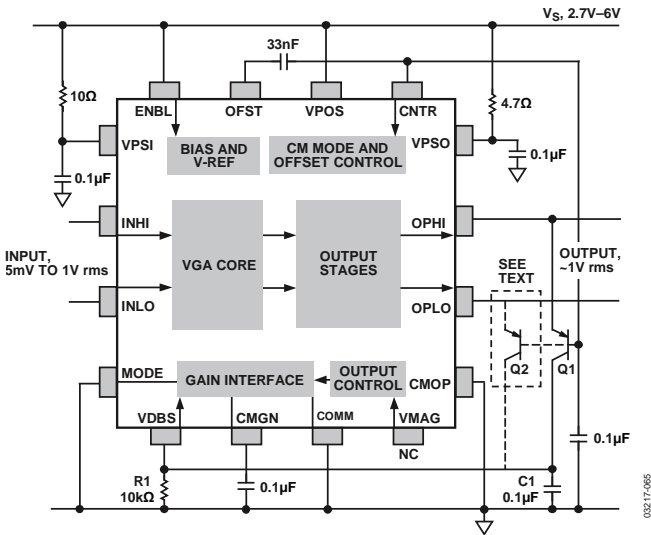 VS, 2.7V–6V
33nF
10Ω
4.7Ω
ENBL
OFST
VPOS
CNTR
VPSI
BIAS AND
V-REF
CM MODE AND
OFFSET CONTROL
VPSO
0.1µF
0.1µF
INHI
OPHI
INPUT,
5mV TO 1V rms
VGA CORE
OUTPUT
STAGES
SEE
TEXT
OUTPUT,
~1V rms
INLO
OPLO
Q2
Q1
MODE
GAIN INTERFACE
OUTPUT
CONTROL
CMOP
VDBS
CMGN
COMM
VMAG
NC
R1
10kΩ
0.1µF
C1
0.1µF
0.1µF
03217-065